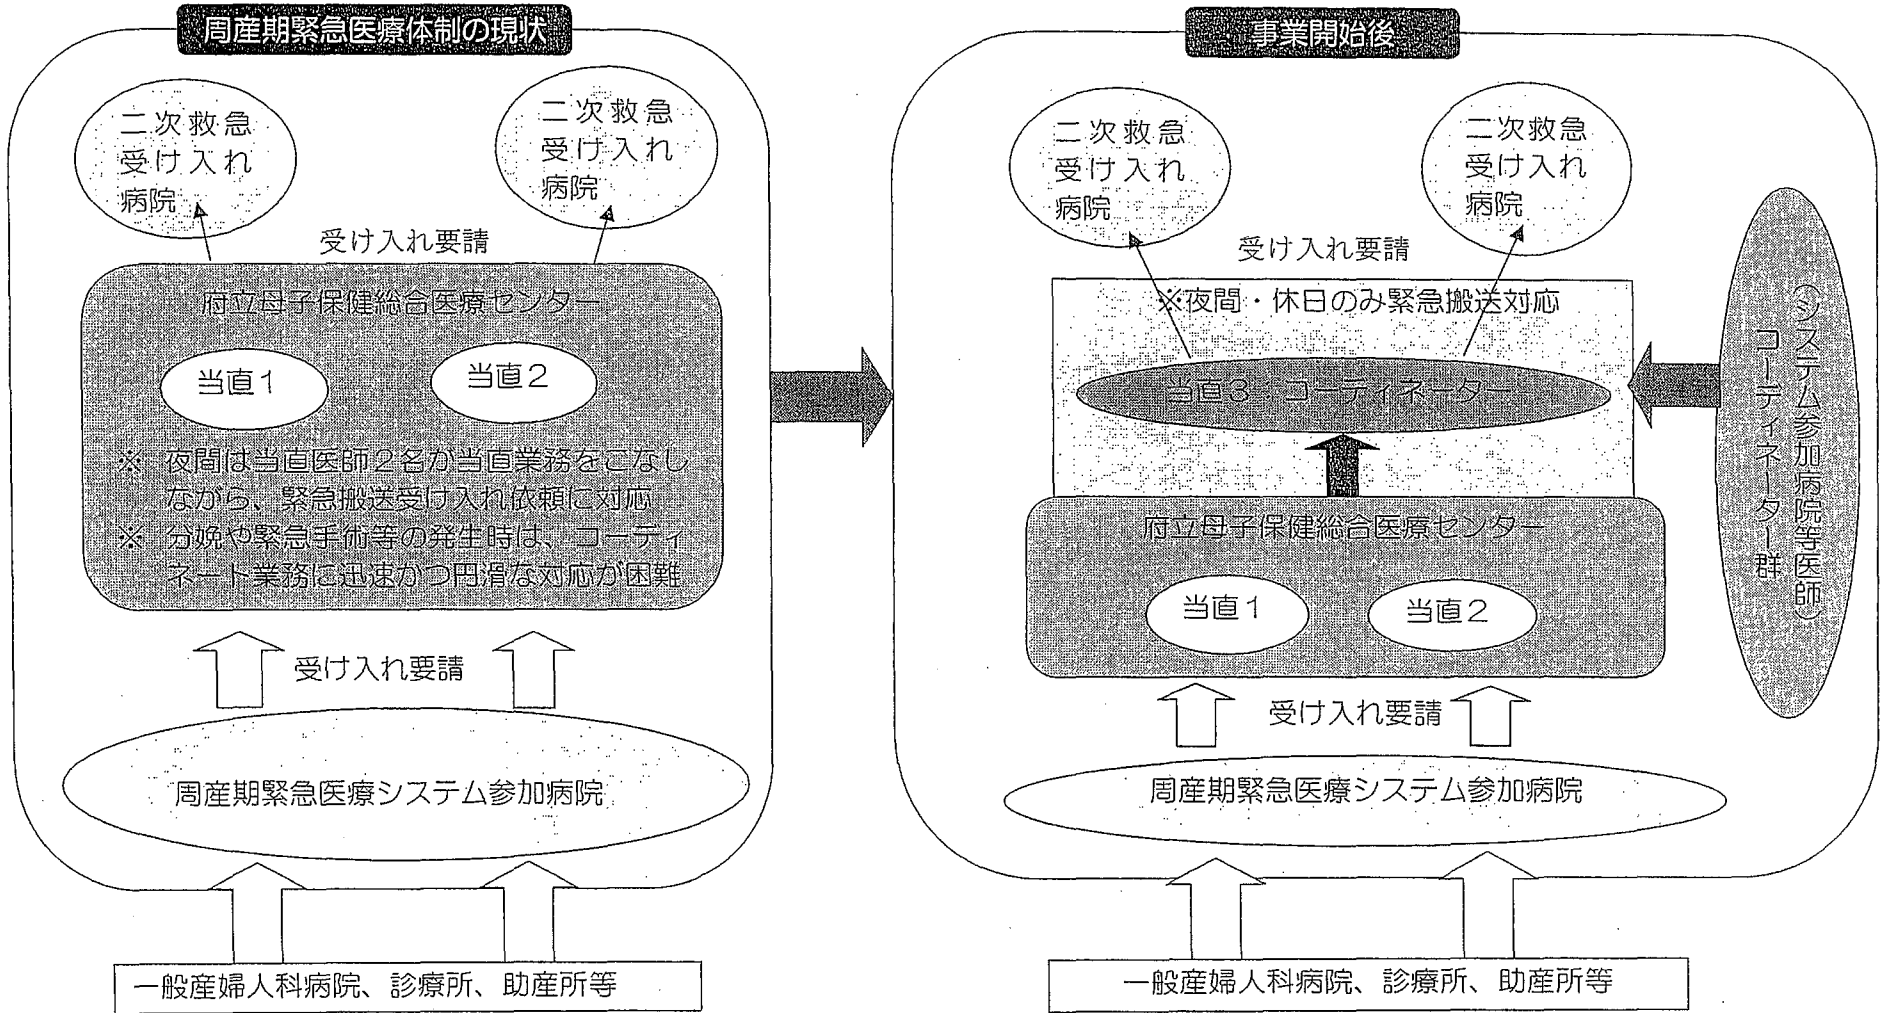 周産期緊急医療体制の現状
二次救急
受け入れ
病院
二次救急
受け入れ
病院
受け入れ要請
府立母子保健総合医療センター
当直1
当直2
※ 夜間は当直医師2名が当直業務をこなし
ながら、緊急搬送受け入れ依頼に対応
※ 分娩や緊急手術等の発生時は、コーディ
ネート業務に迅速かつ円滑な対応が困難
受け入れ要請
周産期緊急医療システム参加病院
一般産婦人科病院、診療所、助産所等
事業開始後
二次救急
受け入れ
病院
二次救急
受け入れ
病院
受け入れ要請
※夜間・休日のみ緊急搬送対応
当直3：コーディネーター
府立母子保健総合医療センター
当直1
当直2
受け入れ要請
周産期緊急医療システム参加病院
一般産婦人科病院、診療所、助産所等
（システム参加病院等医師）
コーディネーター群